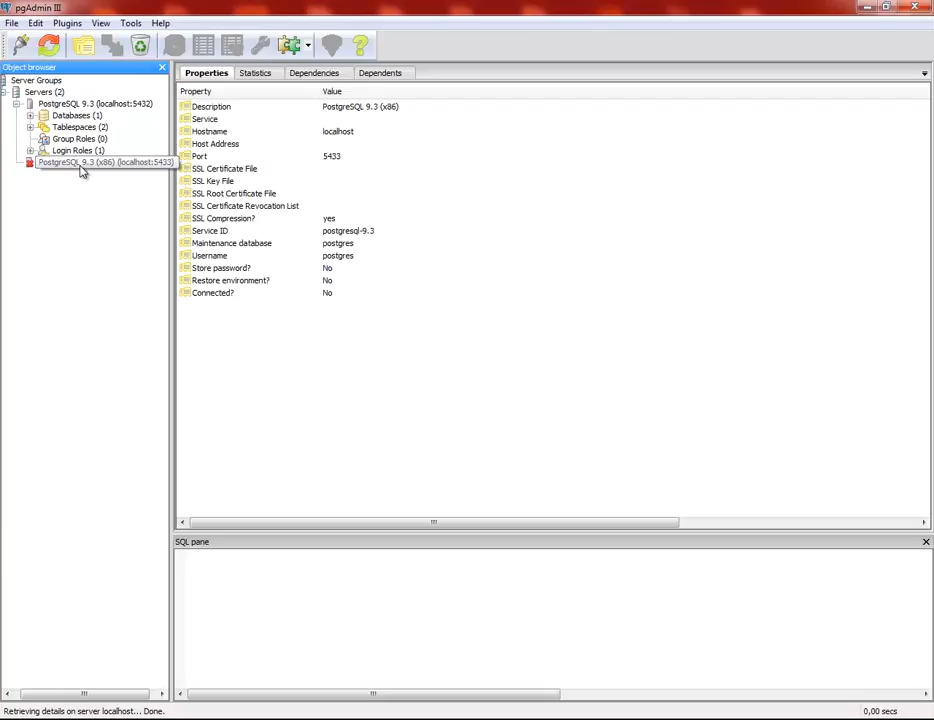 pgAdmin III
File Edit Plugins View Tools Help
Object browser
Server Groups
Servers (2)
PostgreSQL 9.3 (localhost:5432)
Databases (1)
Tablespaces (2)
Group Roles (0)
Login Roles (1)
PostgreSQL 9.3 (x86) (localhost:5433)
Properties Statistics Dependencies Dependents
Property Value
Description PostgreSQL 9.3 (x86)
Service
Hostname localhost
Host Address
Port 5433
SSL Certificate File
SSL Key File
SSL Root Certificate File
SSL Certificate Revocation List
SSL Compression? yes
Service ID postgresql-9.3
Maintenance database postgres
Username postgres
Store password? No
Restore environment? No
Connected? No
SQL pane
Retrieving details on server localhost... Done. 0,00 secs